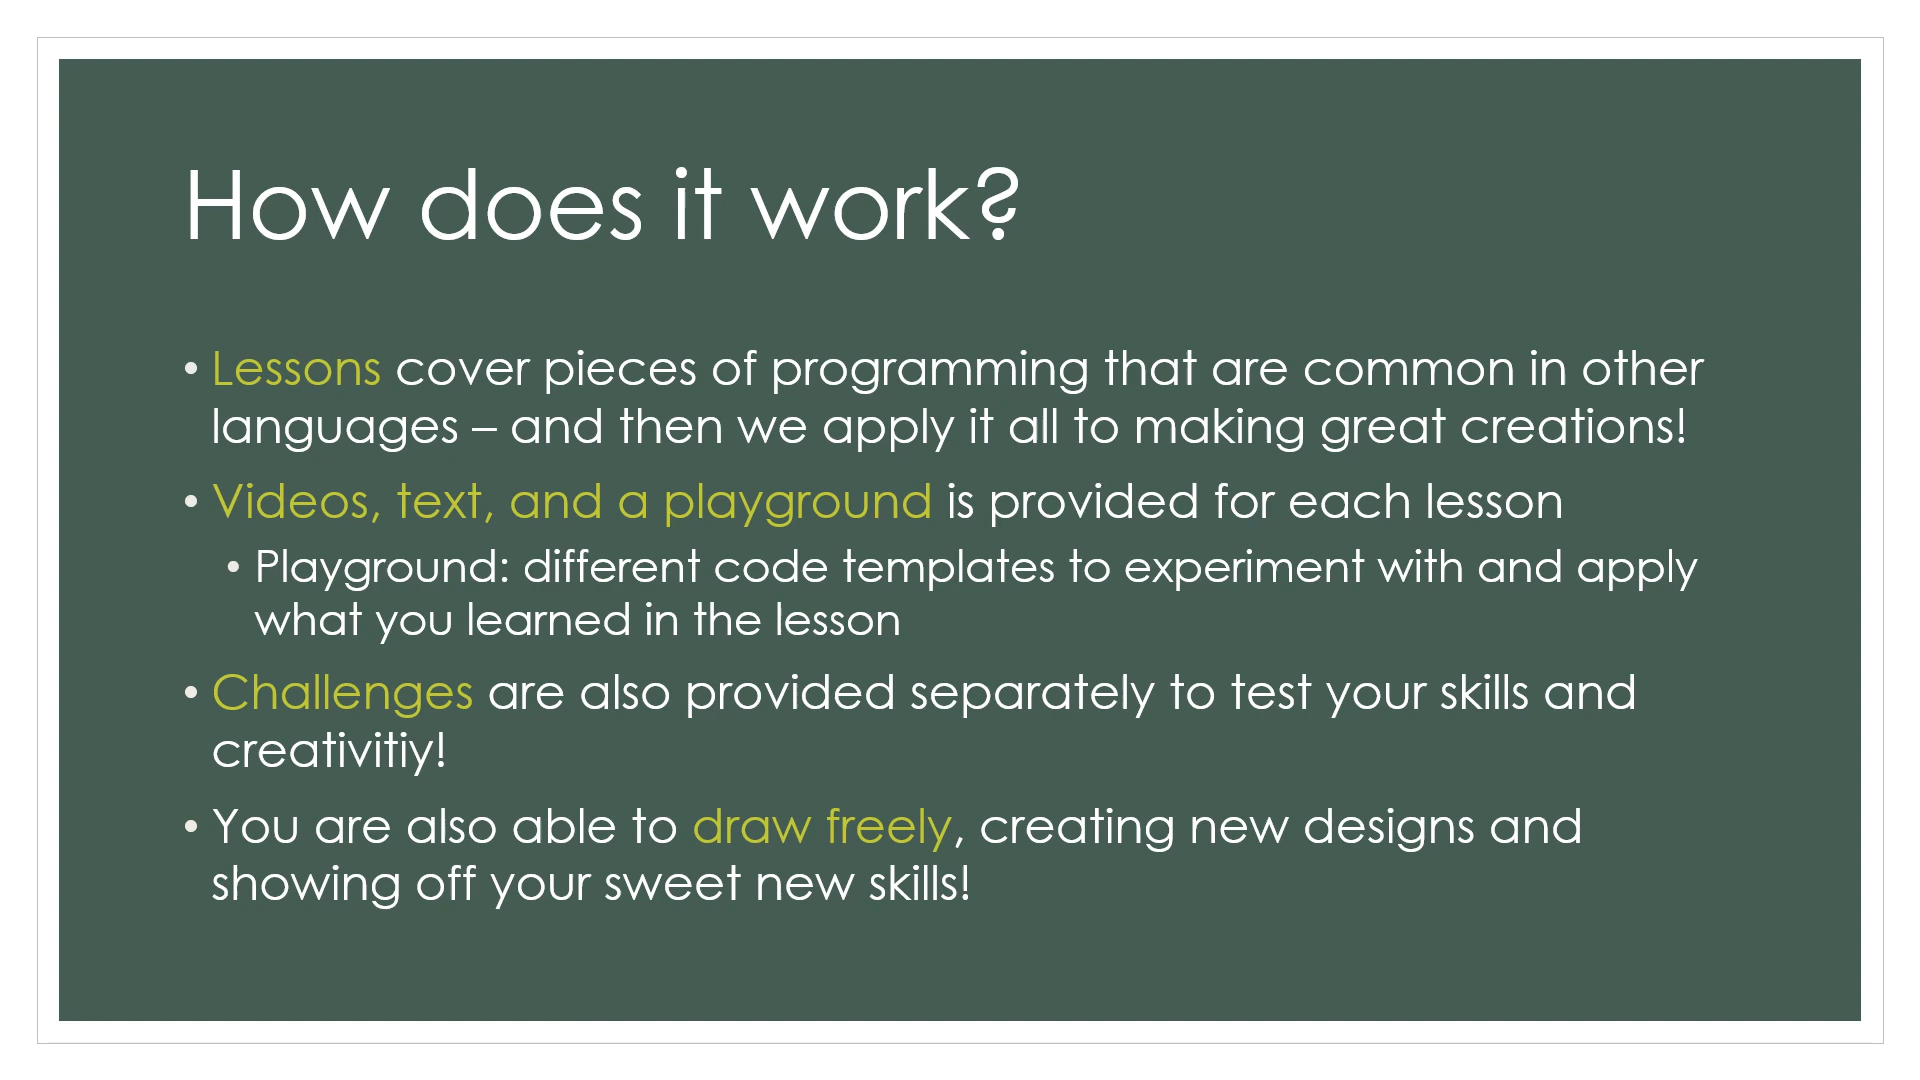 How does it work?
• Lessons cover pieces of programming that are common in other
languages – and then we apply it all to making great creations!
• Videos, text, and a playground is provided for each lesson
• Playground: different code templates to experiment with and apply
what you learned in the lesson
• Challenges are also provided separately to test your skills and
creativitiy!
• You are also able to draw freely, creating new designs and
showing off your sweet new skills!